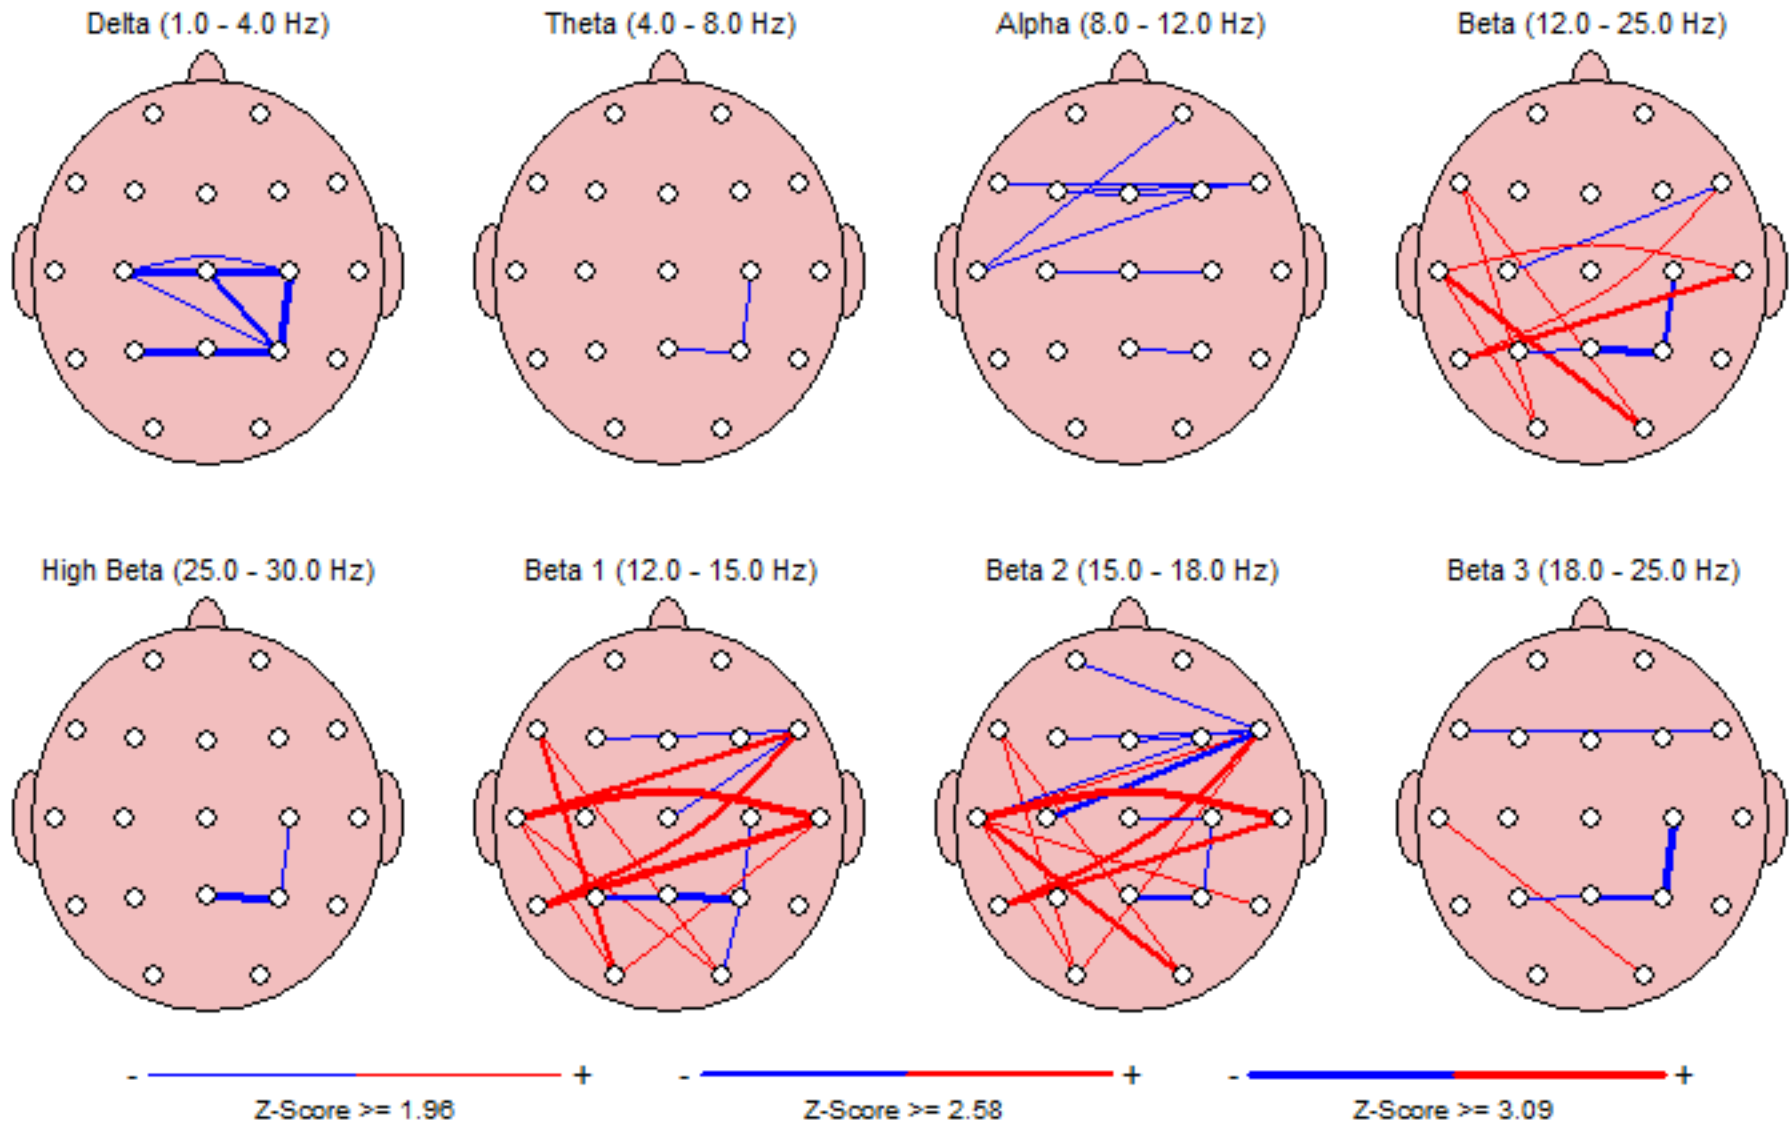 Delta (1.0 - 4.0 Hz) Theta (4.0 - 8.0 Hz) Alpha (8.0 - 12.0 Hz) Beta (12.0 - 25.0 Hz)
High Beta (25.0 - 30.0 Hz) Beta 1 (12.0 - 15.0 Hz) Beta 2 (15.0 - 18.0 Hz) Beta 3 (18.0 - 25.0 Hz)
- + - + - +
Z-Score >= 1.96 Z-Score >= 2.58 Z-Score >= 3.09